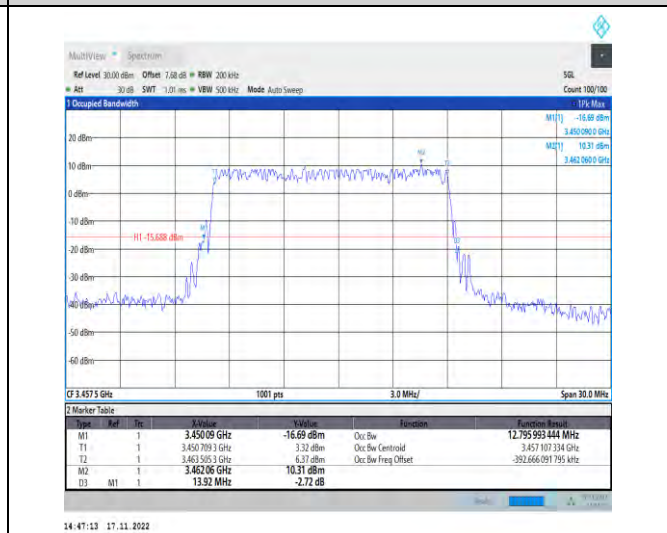 MultiView Spectrum
Ref Level 30.00 dBm Offset 7.68 dB RBW 200 kHz SGL
Att 30 dB SWT 1.01 ms VBW 500 kHz Mode Auto Sweep Count 100/100
1 Occupied Bandwidth 1Pk Max
M1[1] -16.69 dBm
3.450 090 0 GHz
M2[1] 10.31 dBm
3.462 060 0 GHz
20 dBm
M2
10 dBm
0 dBm
-10 dBm
H1 -15.688 dBm
-20 dBm
-30 dBm
-40 dBm
-50 dBm
-60 dBm
CF 3.457 5 GHz 1001 pts 3.0 MHz/ Span 30.0 MHz
2 Marker Table
Type Ref Trc X-Value Y-Value Function Function Result
M1 1 3.450 09 GHz -16.69 dBm Occ Bw 12.795 993 444 MHz
T1 1 3.450 709 3 GHz 3.32 dBm Occ Bw Centroid 3.457 107 334 GHz
T2 1 3.463 505 3 GHz 6.37 dBm Occ Bw Freq Offset -392.666 091 795 kHz
M2 1 3.462 06 GHz 10.31 dBm
D3 M1 1 13.92 MHz -2.72 dB
14:47:13 17.11.2022